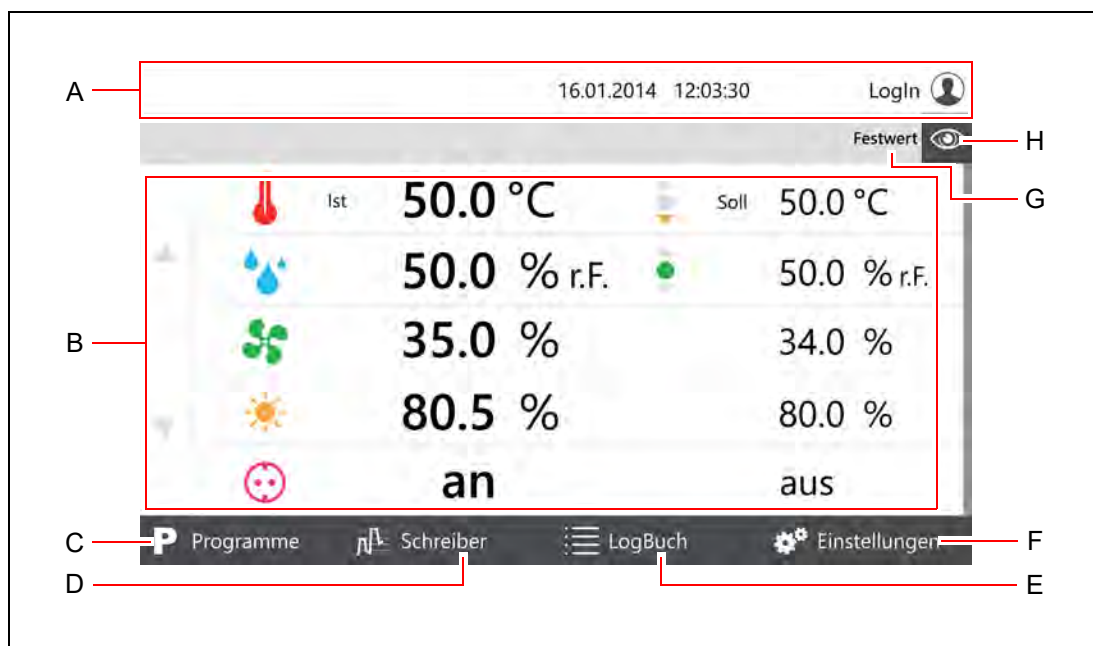 A
16.01.2014 12:03:30 LogIn
Festwert
H
G
Ist 50.0 °C Soll 50.0 °C
50.0 % r.F. 50.0 % r.F.
B
35.0 % 34.0 %
80.5 % 80.0 %
an aus
C
P Programme Schreiber LogBuch Einstellungen
F
D
E